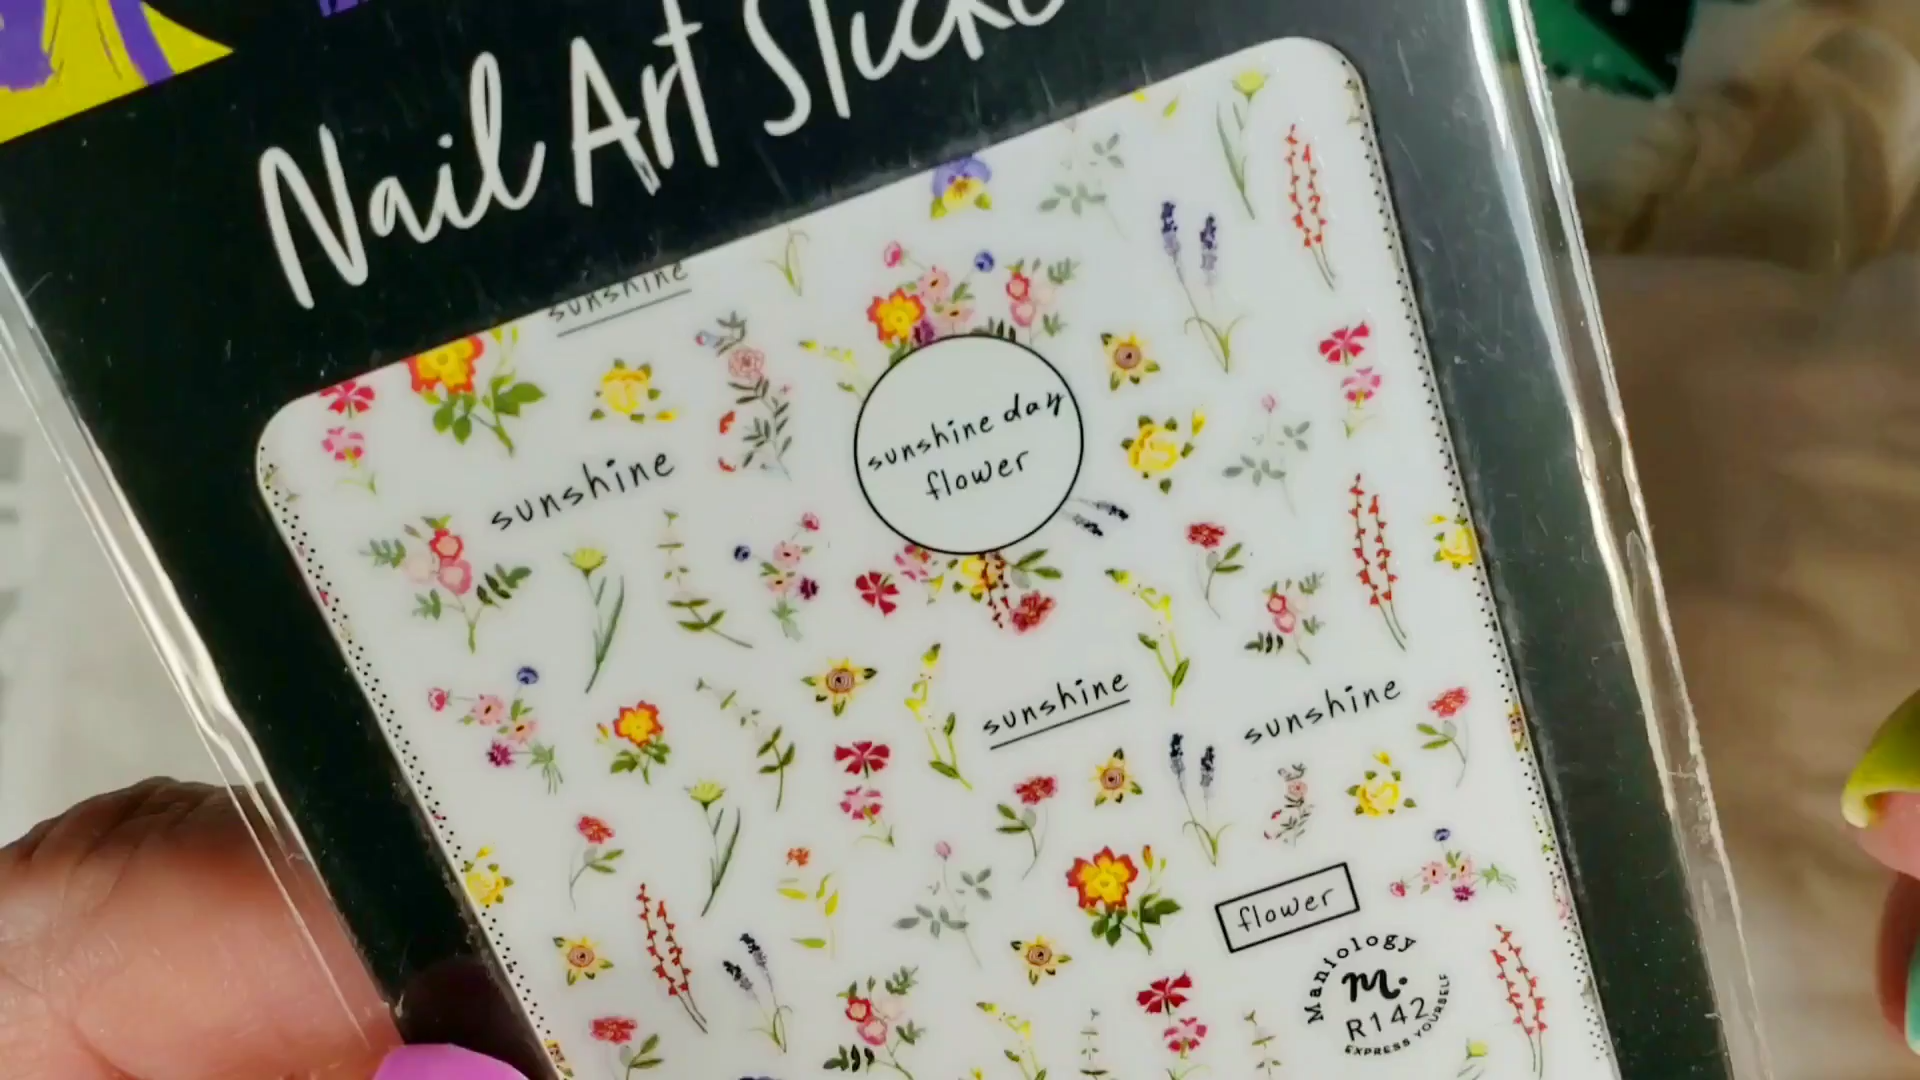 Nail Art Sticke
sunshine
sunshine day
flower
sunshine
sunshine
sunshine
flower
Maniology
m.
R142
EXPRESS YOURSELF